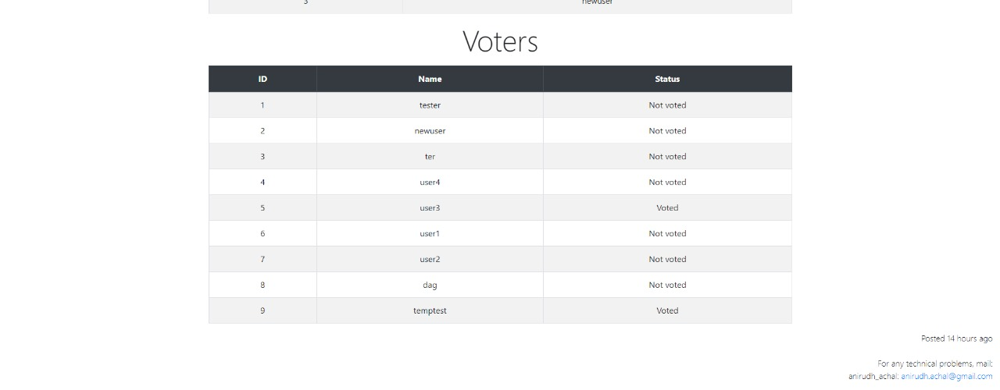 3 newuser
Voters
ID Name Status
1 tester Not voted
2 newuser Not voted
3 ter Not voted
4 user4 Not voted
5 user3 Voted
6 user1 Not voted
7 user2 Not voted
8 dag Not voted
9 temptest Voted
Posted 14 hours ago
For any technical problems, mail:
anirudh_achal: anirudh.achal@gmail.com